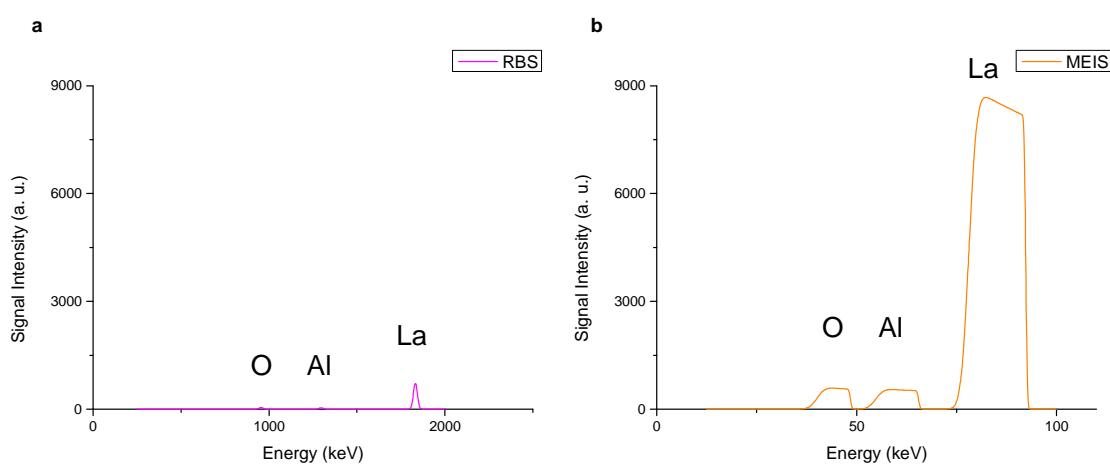 a
RBS
9000
6000
3000
0
Signal Intensity (a. u.)
O
Al
La
0
1000
2000
Energy (keV)
b
MEIS
9000
6000
3000
0
Signal Intensity (a. u.)
O
Al
La
0
50
100
Energy (keV)